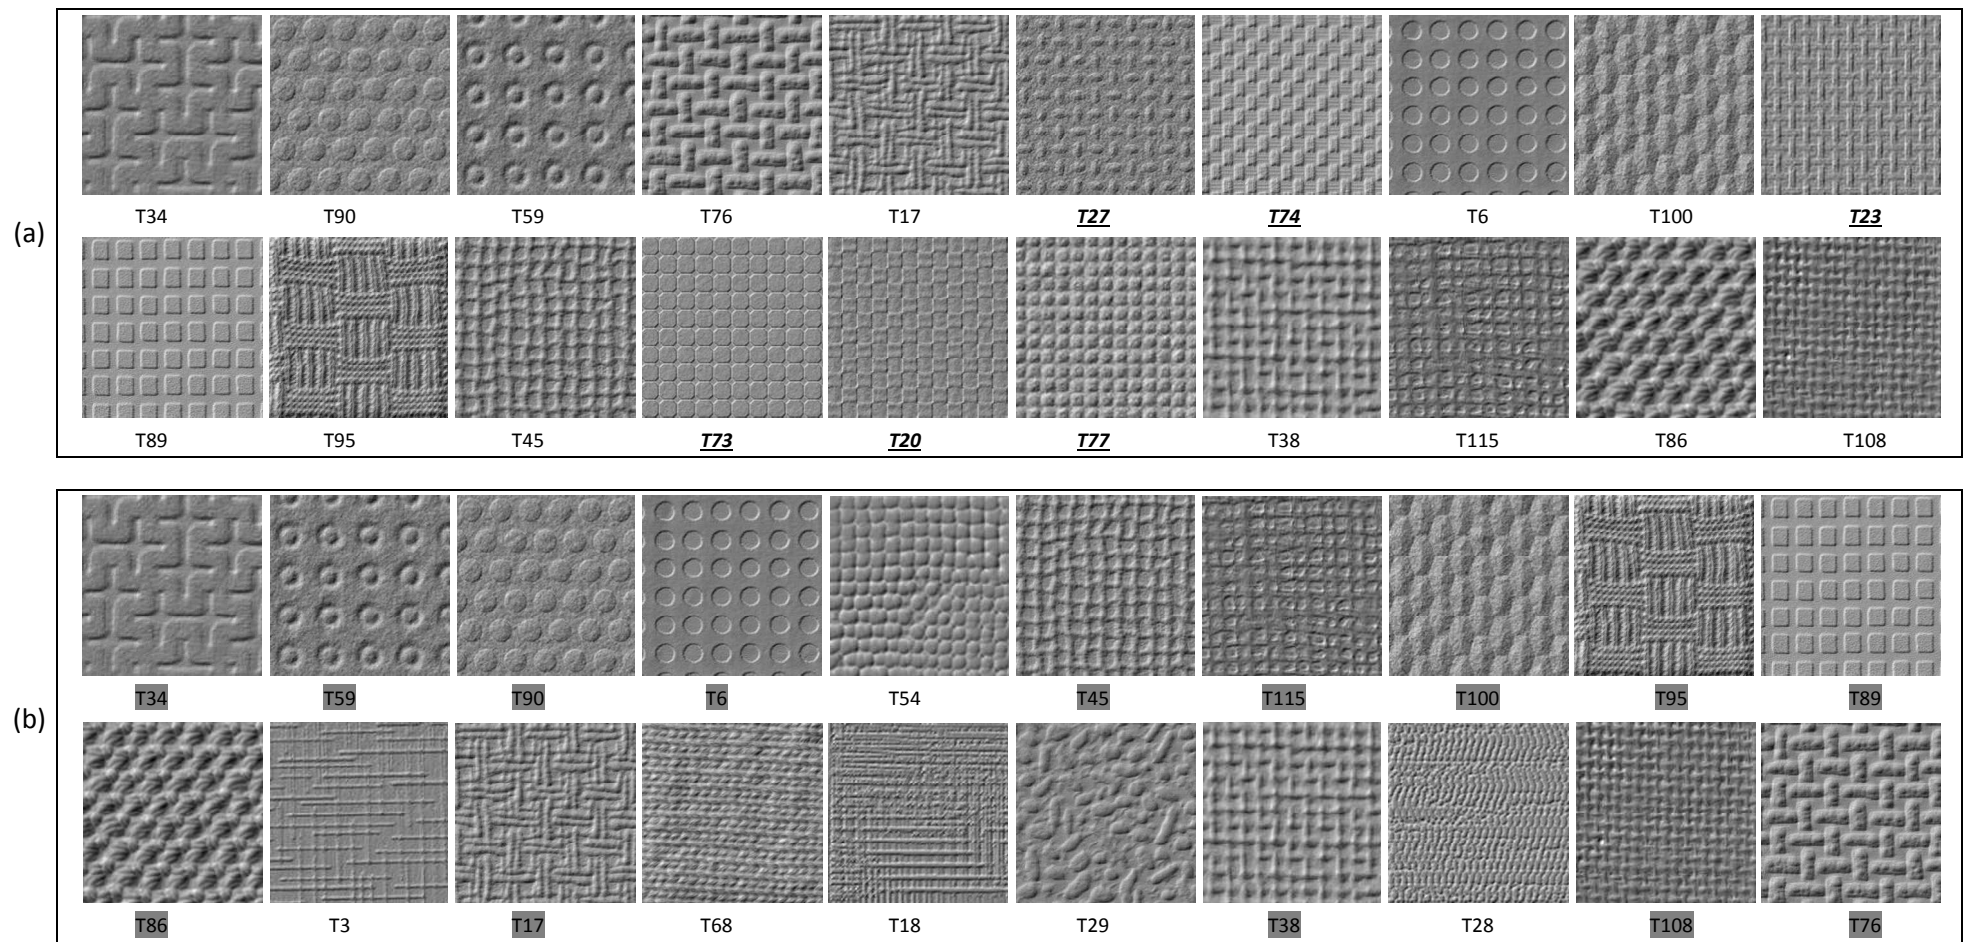 T34 T90 T59 T76 T17 T27 T74 T6 T100 T23
(a)
T89 T95 T45 T73 T20 T77 T38 T115 T86 T108
T34 T59 T90 T6 T54 T45 T115 T100 T95 T89
(b)
T86 T3 T17 T68 T18 T29 T38 T28 T108 T76